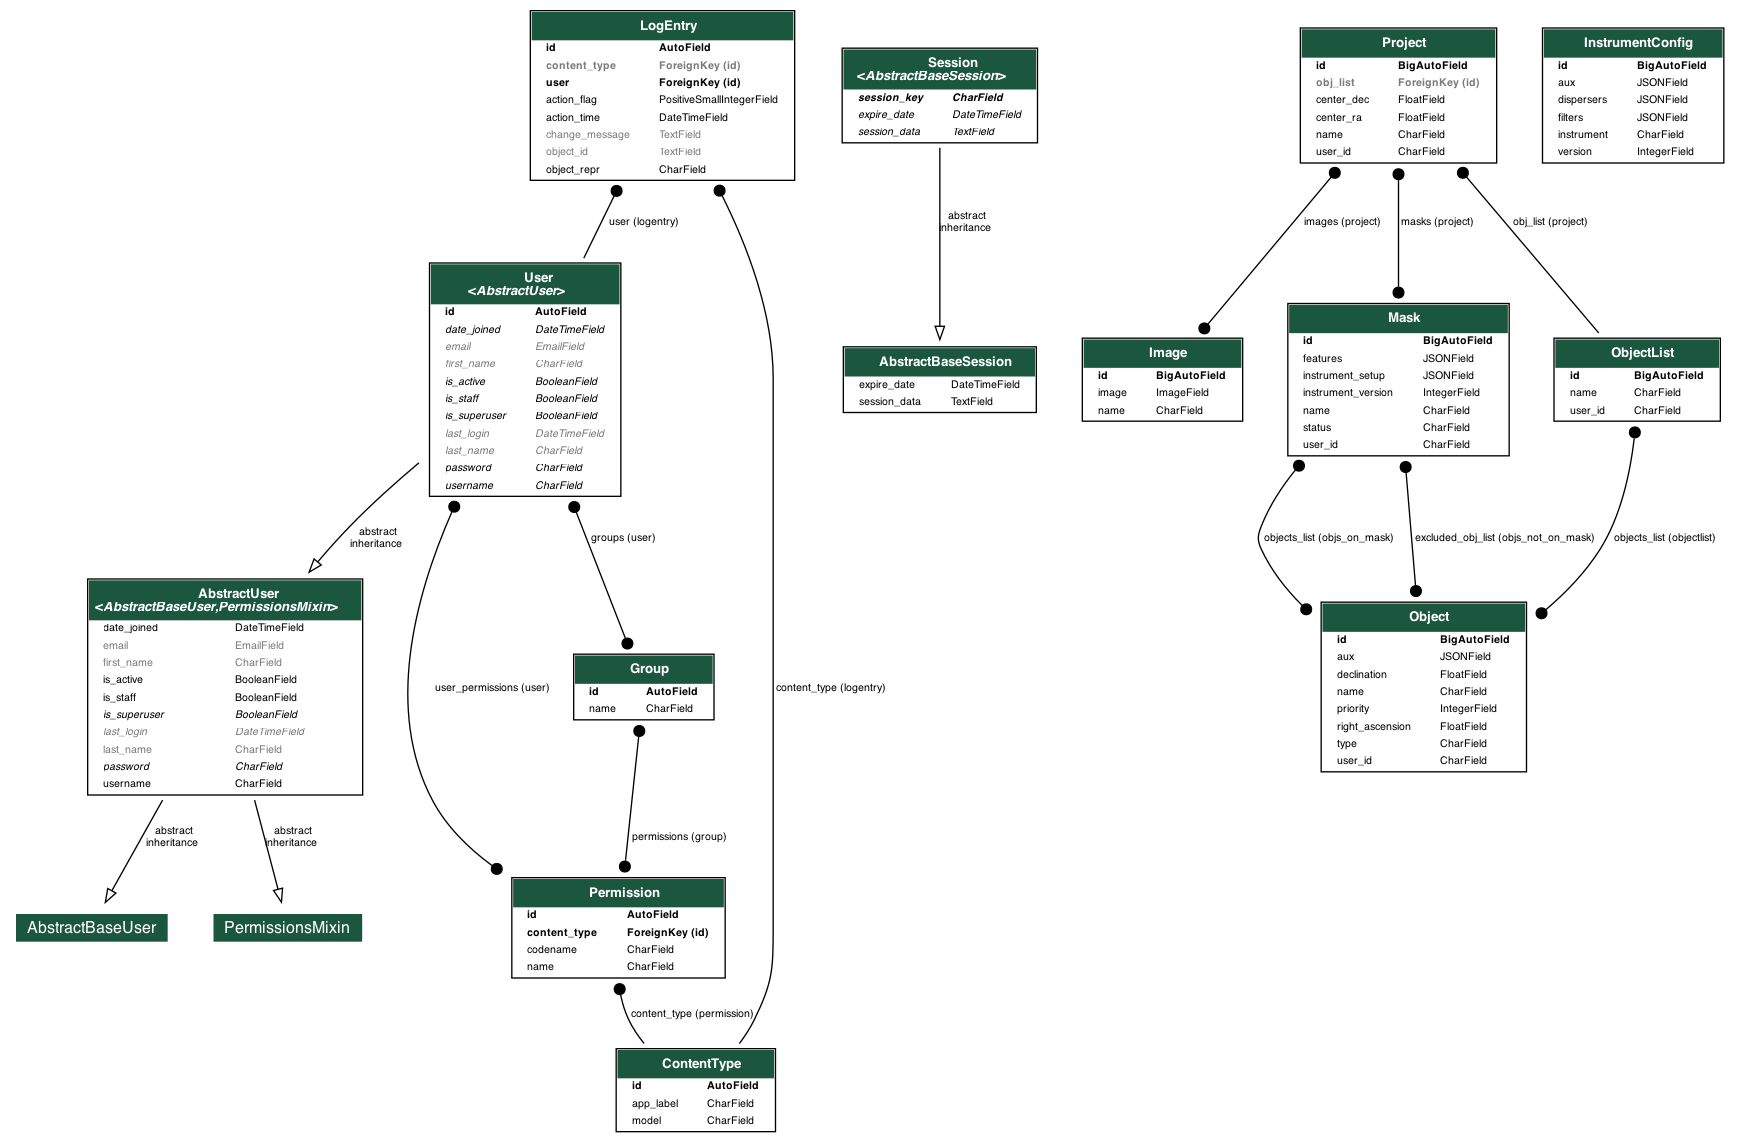 LogEntry
id AutoField
content_type ForeignKey (id)
user ForeignKey (id)
action_flag PositiveSmallIntegerField
action_time DateTimeField
change_message TextField
object_id TextField
object_repr CharField
Session
<AbstractBaseSession>
session_key CharField
expire_date DateTimeField
session_data TextField
Project
id BigAutoField
obj_list ForeignKey (id)
center_dec FloatField
center_ra FloatField
name CharField
user_id CharField
InstrumentConfig
id BigAutoField
aux JSONField
dispersers JSONField
filters JSONField
instrument CharField
version IntegerField
user (logentry)
abstract
inheritance
images (project)
masks (project)
obj_list (project)
User
<AbstractUser>
id AutoField
date_joined DateTimeField
email EmailField
first_name CharField
is_active BooleanField
is_staff BooleanField
is_superuser BooleanField
last_login DateTimeField
last_name CharField
password CharField
username CharField
AbstractBaseSession
expire_date DateTimeField
session_data TextField
Image
id BigAutoField
image ImageField
name CharField
Mask
id BigAutoField
features JSONField
instrument_setup JSONField
instrument_version IntegerField
name CharField
status CharField
user_id CharField
ObjectList
id BigAutoField
name CharField
user_id CharField
abstract
inheritance
groups (user)
objects_list (objs_on_mask)
excluded_obj_list (objs_not_on_mask)
objects_list (objectlist)
AbstractUser
<AbstractBaseUser,PermissionsMixin>
date_joined DateTimeField
email EmailField
first_name CharField
is_active BooleanField
is_staff BooleanField
is_superuser BooleanField
last_login DateTimeField
last_name CharField
password CharField
username CharField
user_permissions (user)
Group
id AutoField
name CharField
content_type (logentry)
Object
id BigAutoField
aux JSONField
declination FloatField
name CharField
priority IntegerField
right_ascension FloatField
type CharField
user_id CharField
abstract
inheritance
abstract
inheritance
permissions (group)
AbstractBaseUser
PermissionsMixin
Permission
id AutoField
content_type ForeignKey (id)
codename CharField
name CharField
content_type (permission)
ContentType
id AutoField
app_label CharField
model CharField